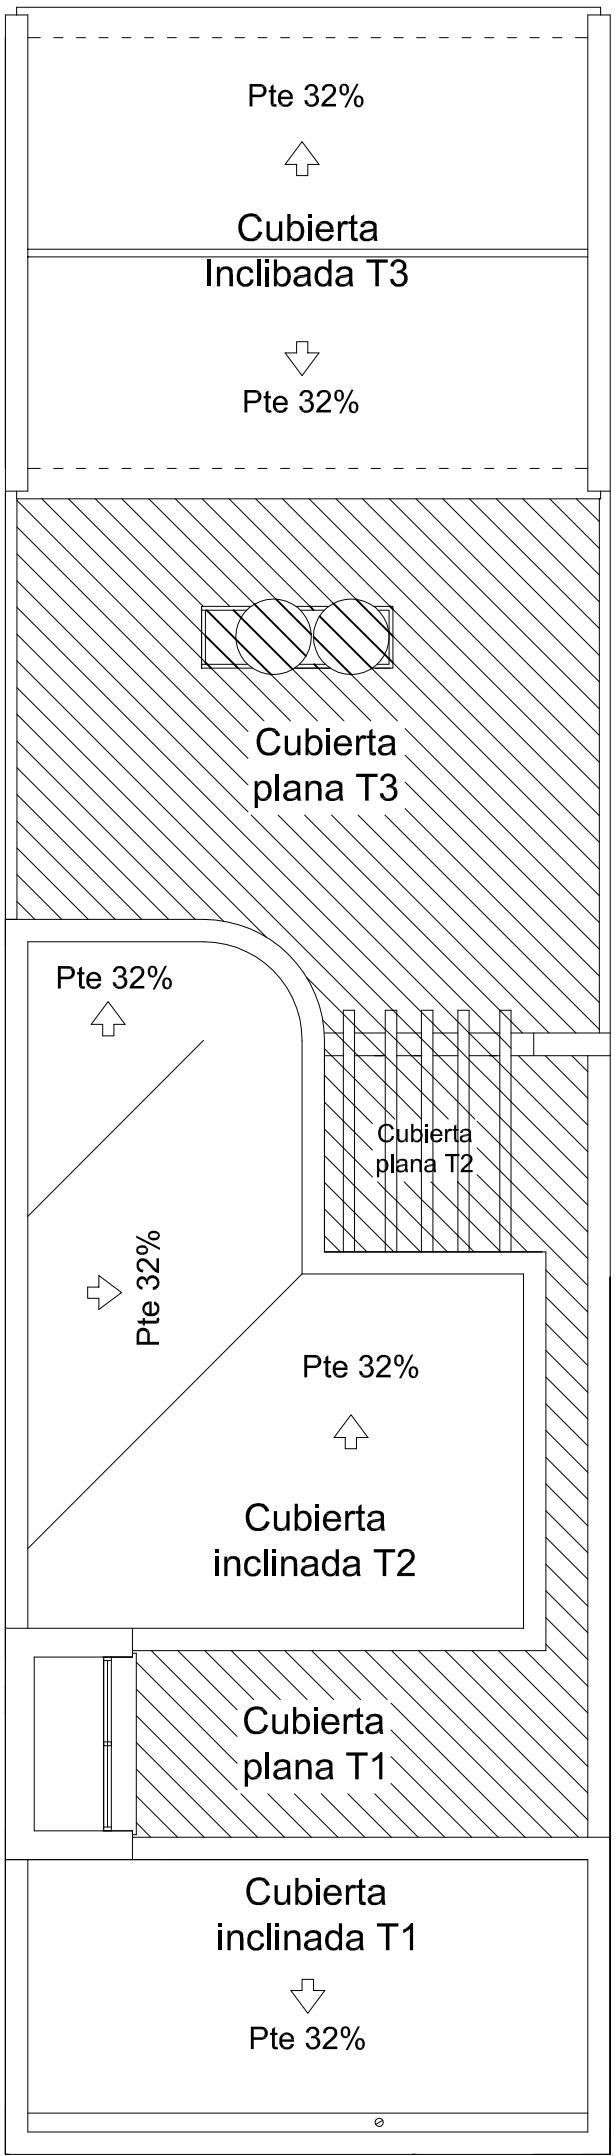 Pte 32%
Cubierta
Inclibada T3
Pte 32%
Cubierta
plana T3
Pte 32%
Cubierta
plana T2
Pte 32%
Pte 32%
Cubierta
inclinada T2
Cubierta
plana T1
Cubierta
inclinada T1
Pte 32%